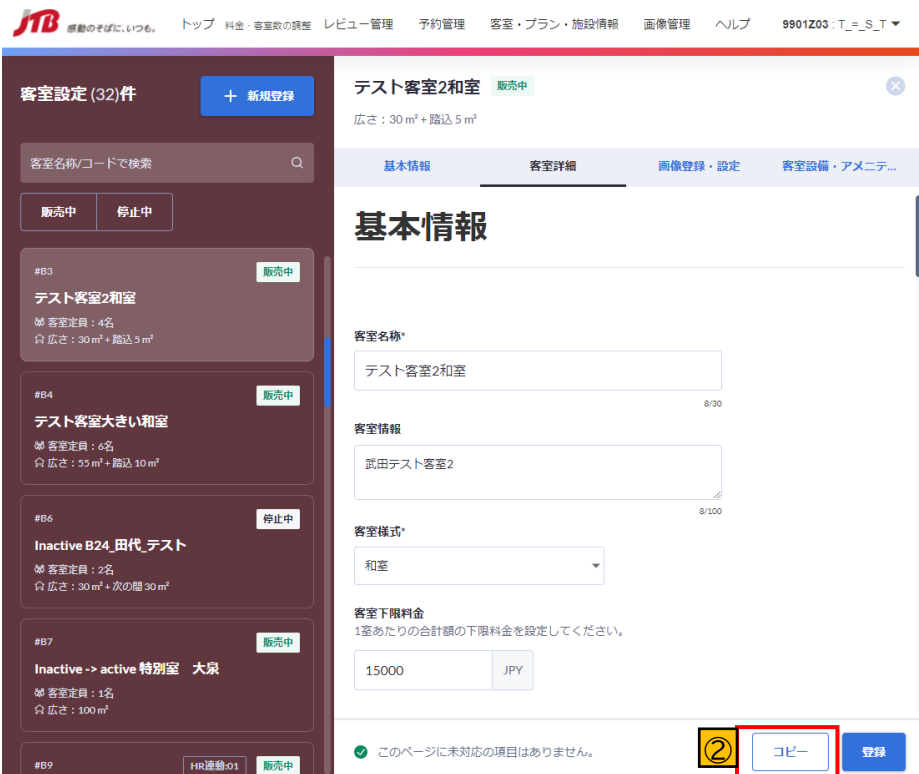 JTB 感動のそばに、いつも。 トップ 料金・客室数の調整 レビュー管理 予約管理 客室・プラン・施設情報 画像管理 ヘルプ 9901Z03 : T_=_S_T
客室設定 (32)件
＋ 新規登録
客室名称/コードで検索
販売中 停止中
#B3 販売中
テスト客室2和室
客室定員：4名
広さ：30㎡+踏込5㎡
#B4 販売中
テスト客室大きい和室
客室定員：6名
広さ：55㎡+踏込10㎡
#B6 停止中
Inactive B24_田代_テスト
客室定員：2名
広さ：30㎡+次の間30㎡
#B7 販売中
Inactive -> active 特別室　大泉
客室定員：1名
広さ：100㎡
#B9 HR連動:01 販売中
テスト客室2和室 販売中
広さ：30㎡+踏込5㎡
基本情報 客室詳細 画像登録・設定 客室設備・アメニテ...
基本情報
客室名称*
テスト客室2和室
8/30
客室情報
武田テスト客室2
8/100
客室様式*
和室
客室下限料金
1室あたりの合計額の下限料金を設定してください。
15000 JPY
このページに未対応の項目はありません。 ② コピー 登録